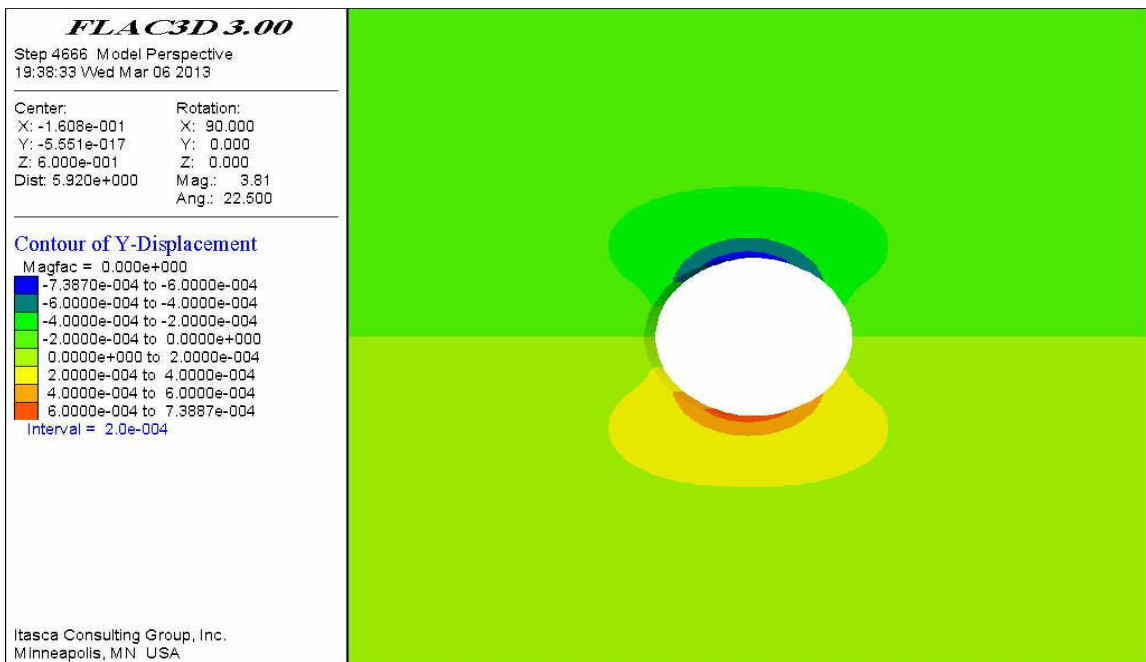 FLAC3D 3.00
Step 4666 Model Perspective
19:38:33 Wed Mar 06 2013
Center: Rotation:
X: -1.608e-001 X: 90.000
Y: -5.551e-017 Y: 0.000
Z: 6.000e-001 Z: 0.000
Dist: 5.920e+000 Mag.: 3.81
Ang.: 22.500
Contour of Y-Displacement
Magfac = 0.000e+000
-7.3870e-004 to -6.0000e-004
-6.0000e-004 to -4.0000e-004
-4.0000e-004 to -2.0000e-004
-2.0000e-004 to 0.0000e+000
0.0000e+000 to 2.0000e-004
2.0000e-004 to 4.0000e-004
4.0000e-004 to 6.0000e-004
6.0000e-004 to 7.3887e-004
Interval = 2.0e-004
Itasca Consulting Group, Inc.
Minneapolis, MN USA